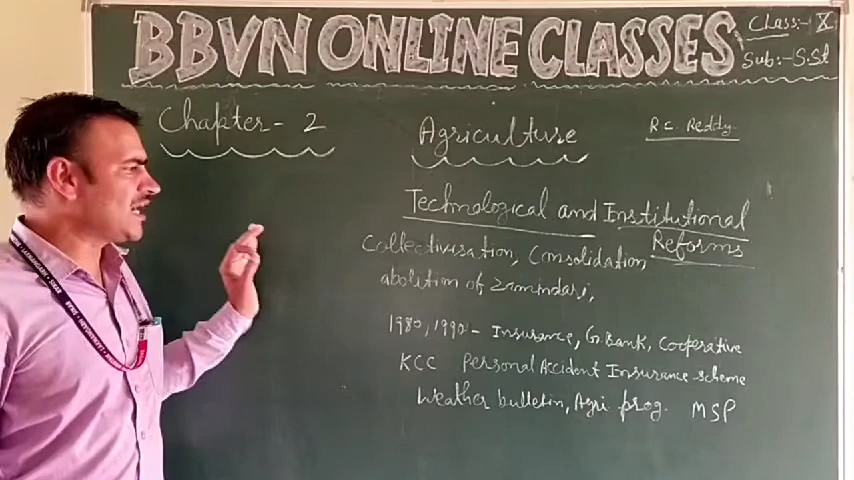 BBVN ONLINE CLASSES
Class:- X
Sub:- S.St
Chapter - 2
Agriculture
R.C. Reddy
Technological and Institutional
Reforms
Collectivisation, Consolidation
abolition of Zamindari,
1980, 1990 - Insurance, G.Bank, Cooperative
KCC Personal Accident Insurance scheme
Weather bulletin, Agri prog. MSP